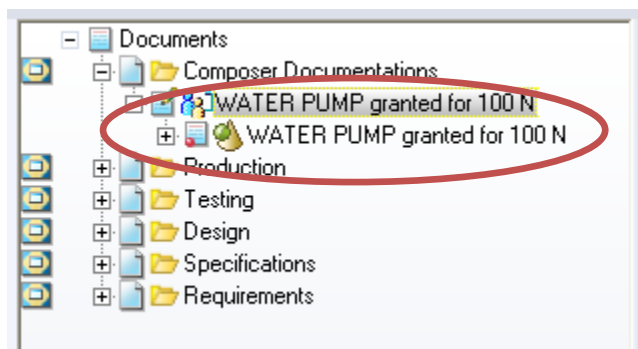 Documents
Composer Documentations
WATER PUMP granted for 100 N
WATER PUMP granted for 100 N
Production
Testing
Design
Specifications
Requirements